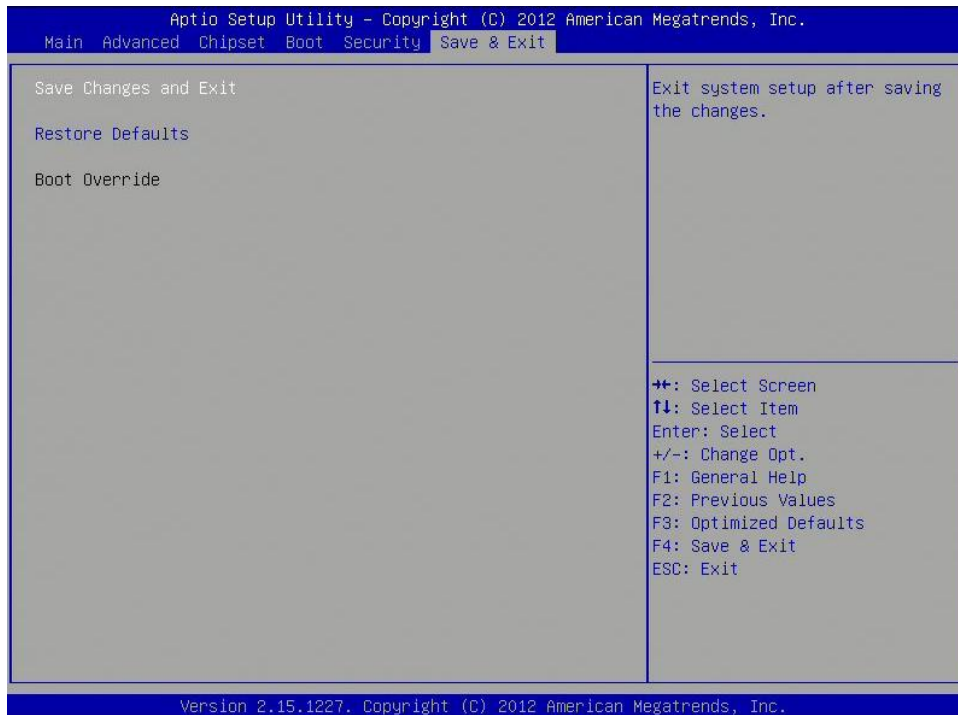 Aptio Setup Utility – Copyright (C) 2012 American Megatrends, Inc.
Main Advanced Chipset Boot Security Save & Exit
Save Changes and Exit
Restore Defaults
Boot Override
Exit system setup after saving
the changes.
→←: Select Screen
↑↓: Select Item
Enter: Select
+/-: Change Opt.
F1: General Help
F2: Previous Values
F3: Optimized Defaults
F4: Save & Exit
ESC: Exit
Version 2.15.1227. Copyright (C) 2012 American Megatrends, Inc.